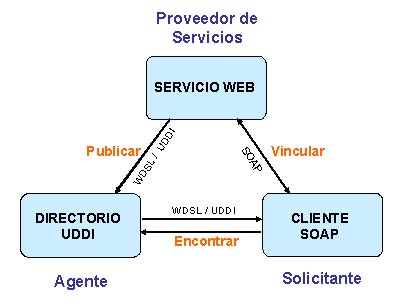 Proveedor de
Servicios
SERVICIO WEB
Publicar
WDSL / UDDI
SOAP
Vincular
DIRECTORIO
UDDI
WDSL / UDDI
Encontrar
CLIENTE
SOAP
Agente
Solicitante